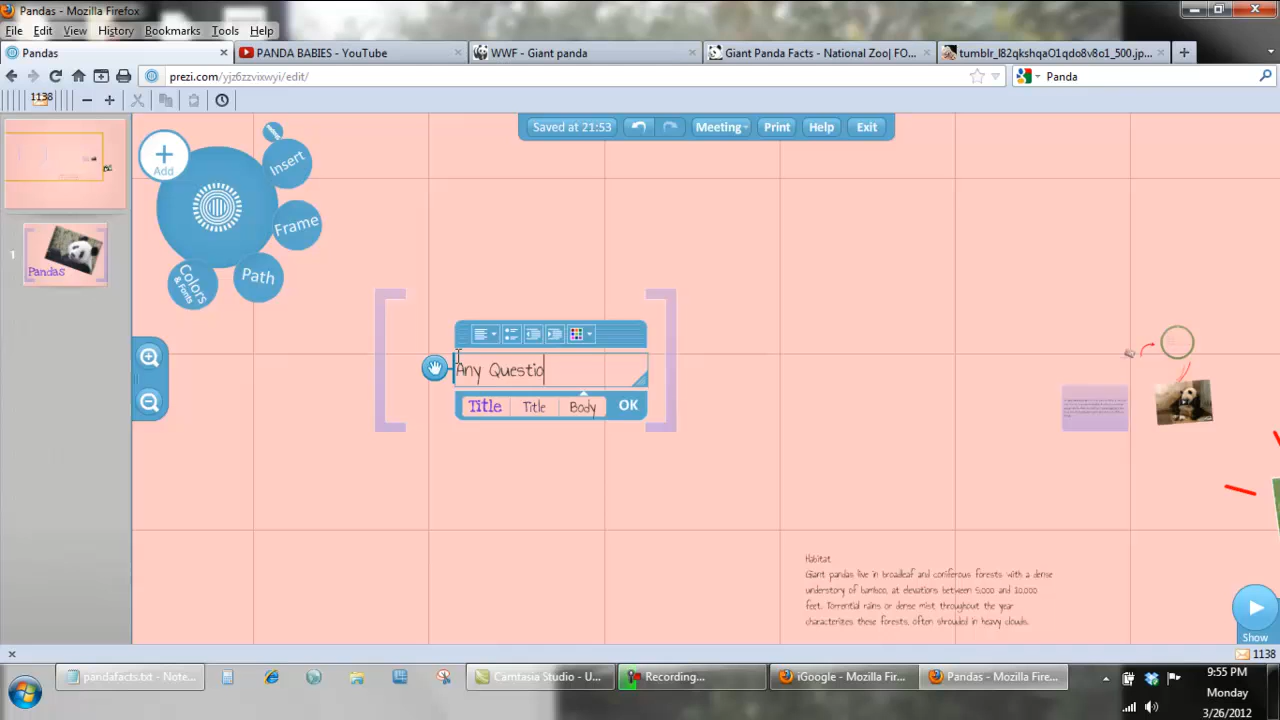 Pandas - Mozilla Firefox
File Edit View History Bookmarks Tools Help
Pandas
PANDA BABIES - YouTube
WWF - Giant panda
Giant Panda Facts - National Zoo| FO...
tumblr_l82qkshqaO1qdo8v8o1_500.jp...
prezi.com/yjz6zzvixwyi/edit/
Panda
1138
Saved at 21:53
Meeting
Print
Help
Exit
Add
Insert
Frame
Path
Colors
& Fonts
1
Pandas
Any Questio
Title
Title
Body
OK
Habitat
Giant pandas live in broadleaf and coniferous forests with a dense
understory of bamboo, at elevations between 5,000 and 10,000
feet. Torrential rains or dense mist throughout the year
characterizes these forests, often shrouded in heavy clouds.
Show
1138
pandafacts.txt - Note...
Camtasia Studio - U...
Recording...
iGoogle - Mozilla Fir...
Pandas - Mozilla Fire...
9:55 PM
Monday
3/26/2012